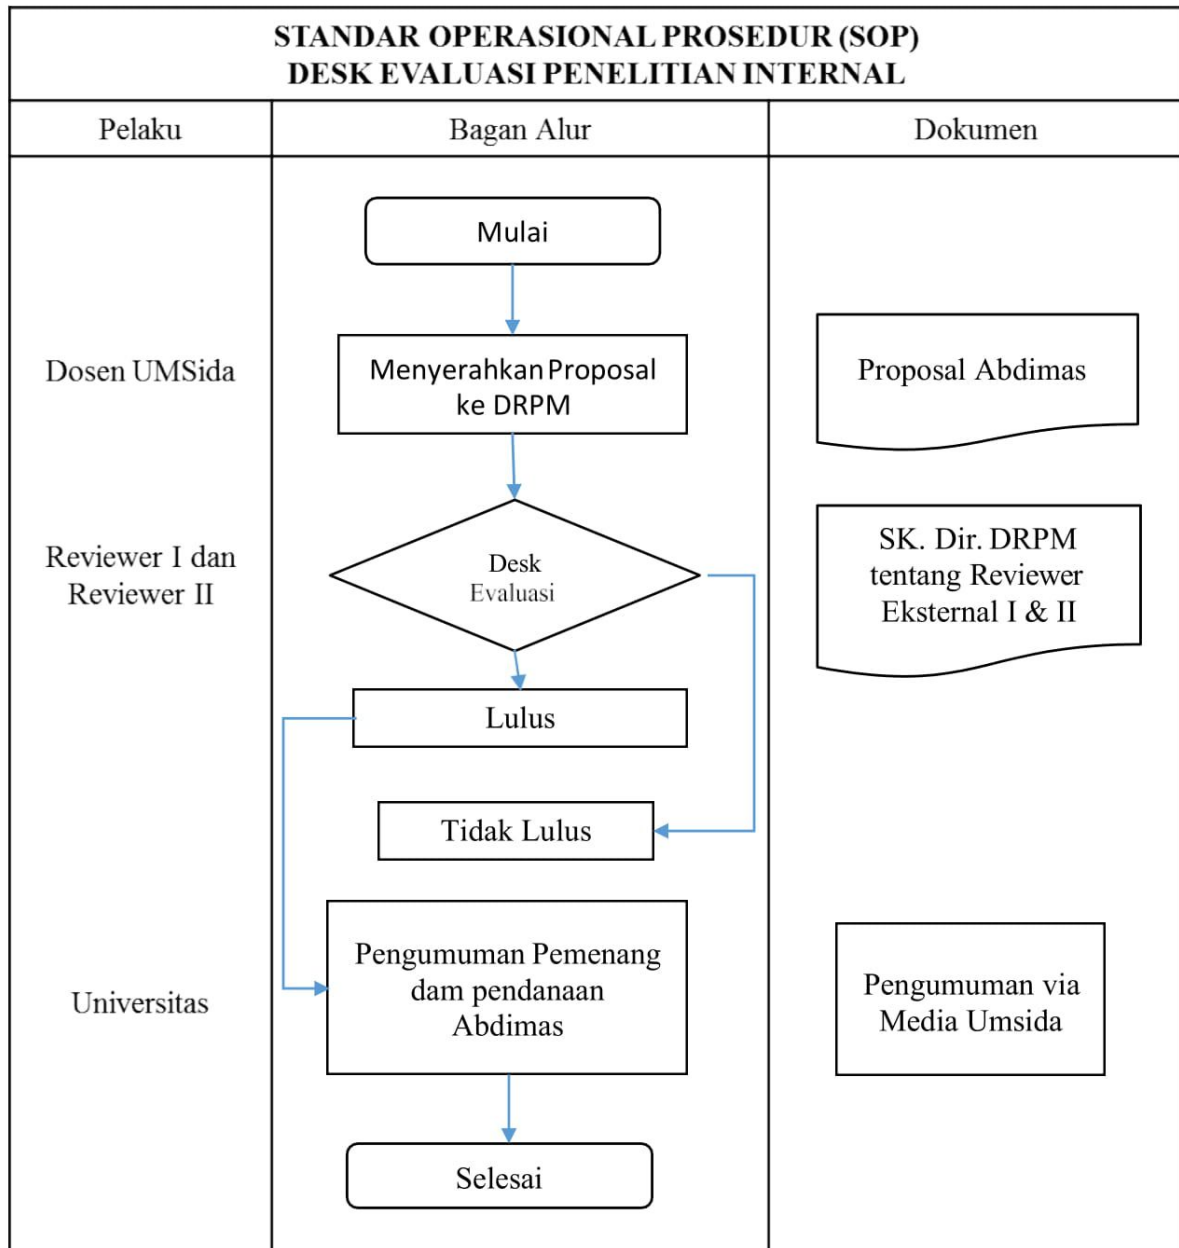 STANDAR OPERASIONAL PROSEDUR (SOP)
DESK EVALUASI PENELITIAN INTERNAL
Pelaku
Bagan Alur
Dokumen
Mulai
Dosen UMSida
Menyerahkan Proposal
ke DRPM
Proposal Abdimas
Reviewer I dan
Reviewer II
Desk
Evaluasi
SK. Dir. DRPM
tentang Reviewer
Eksternal I & II
Lulus
Tidak Lulus
Universitas
Pengumuman Pemenang
dam pendanaan
Abdimas
Pengumuman via
Media Umsida
Selesai